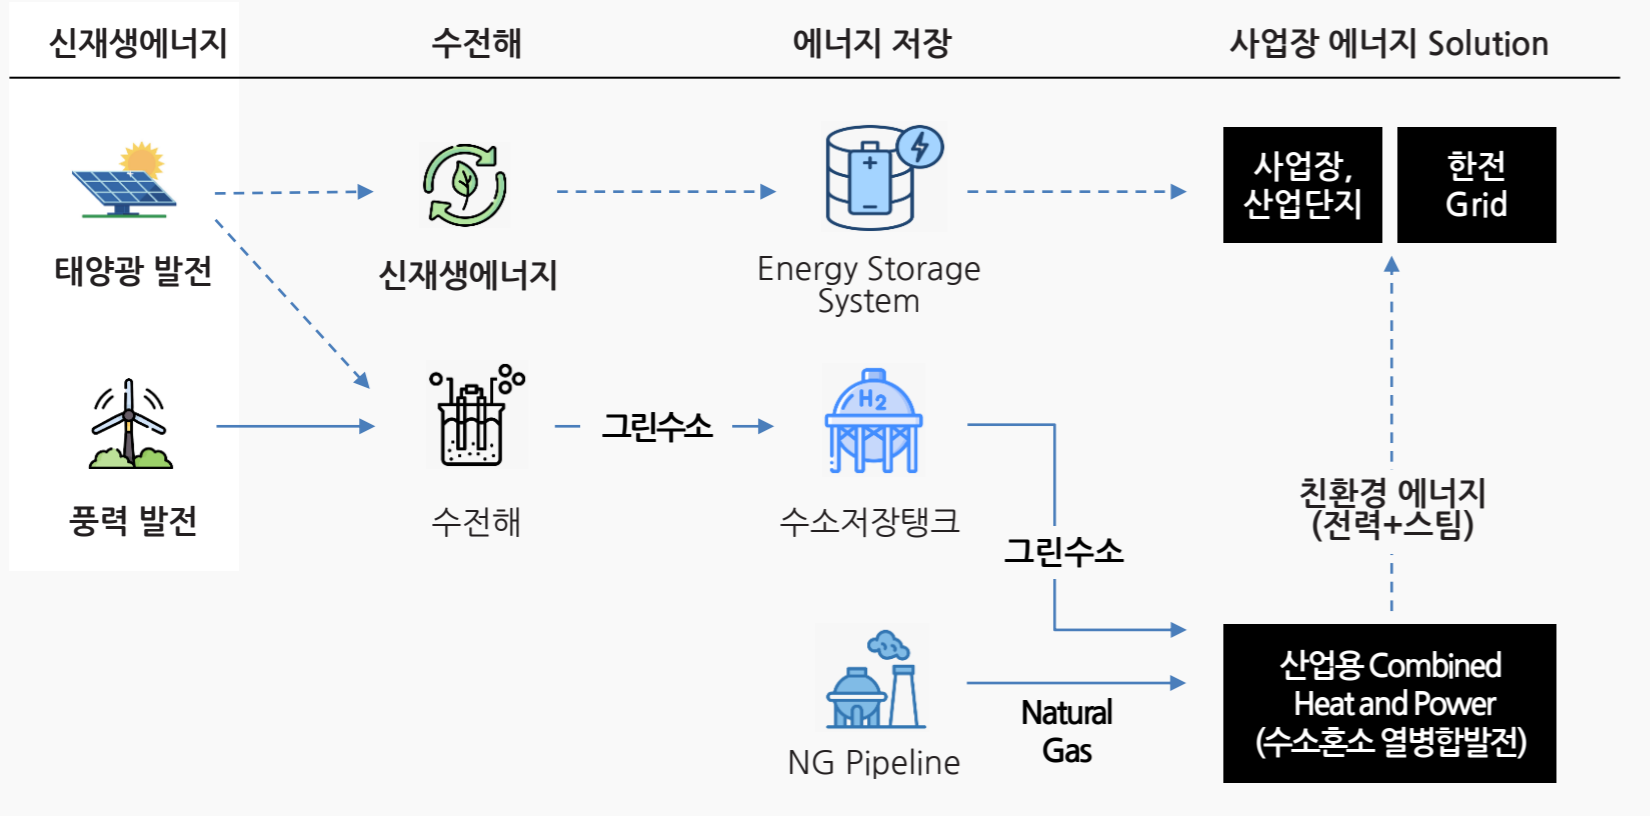 신재생에너지
수전해
에너지 저장
사업장 에너지 Solution
사업장,
산업단지
한전
Grid
태양광 발전
신재생에너지
Energy Storage
System
H2
그린수소
풍력 발전
수전해
수소저장탱크
친환경 에너지
(전력+스팀)
그린수소
Natural
Gas
NG Pipeline
산업용 Combined
Heat and Power
(수소혼소 열병합발전)